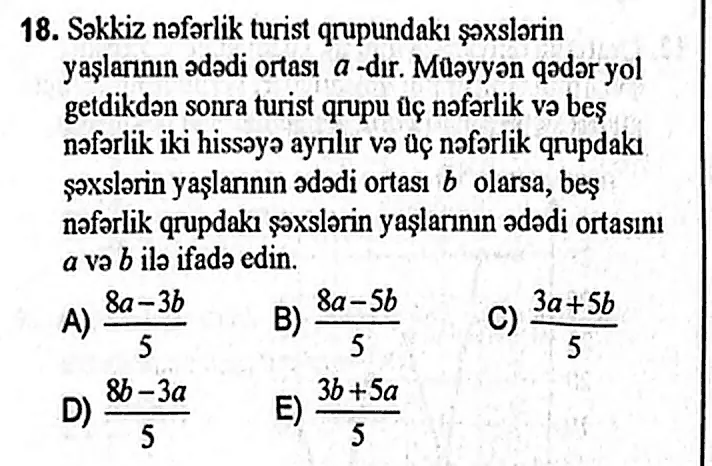 18. Səkkiz nəfərlik turist qrupundakı şəxslərin
yaşlarının ədədi ortası a -dır. Müəyyən qədər yol
getdikdən sonra turist qrupu üç nəfərlik və beş
nəfərlik iki hissəyə ayrılır və üç nəfərlik qrupdakı
şəxslərin yaşlarının ədədi ortası b olarsa, beş
nəfərlik qrupdakı şəxslərin yaşlarının ədədi ortasını
a və b ilə ifadə edin.
A) (8a-3b)/5 B) (8a-5b)/5 C) (3a+5b)/5
D) (8b-3a)/5 E) (3b+5a)/5